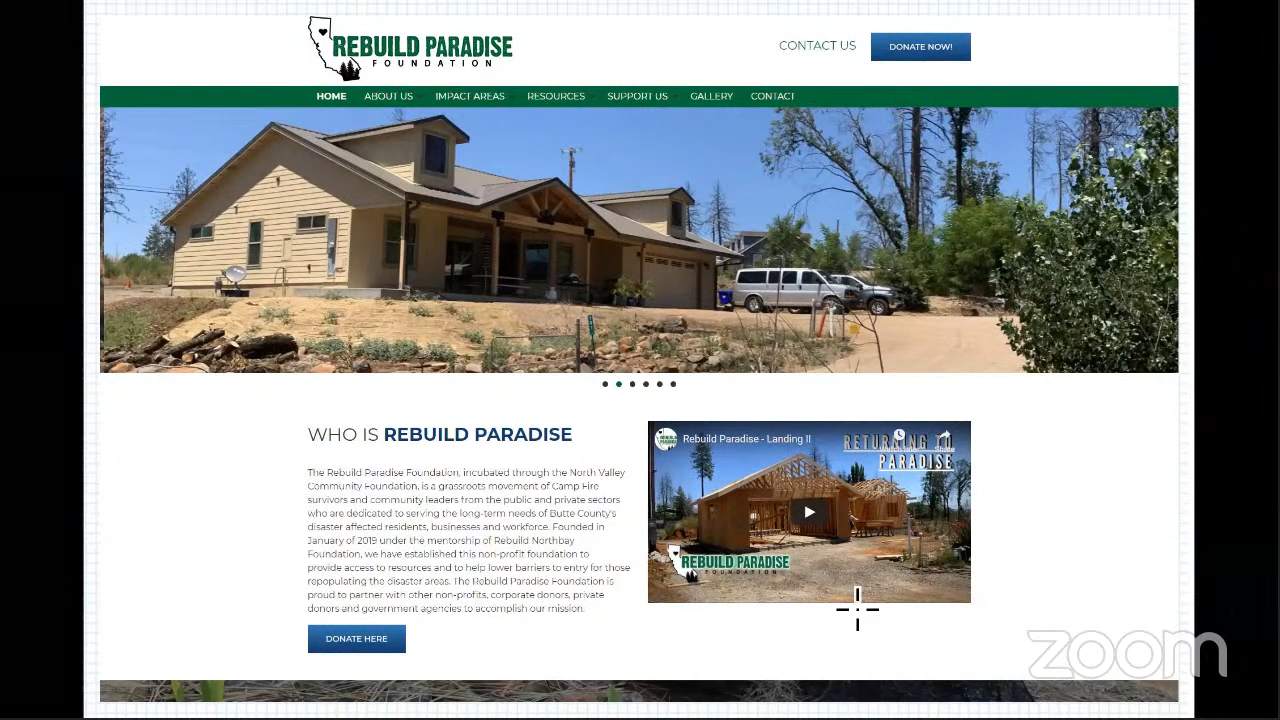 REBUILD PARADISE
FOUNDATION
CONTACT US
DONATE NOW!
HOME ABOUT US IMPACT AREAS RESOURCES SUPPORT US GALLERY CONTACT
WHO IS REBUILD PARADISE
The Rebuild Paradise Foundation, incubated through the North Valley
Community Foundation, is a grassroots movement of Camp Fire
survivors and community leaders from the public and private sectors
who are dedicated to serving the long-term needs of Butte County's
disaster affected residents, businesses and workforce. Founded in
January of 2019 under the mentorship of Rebuild Northbay
Foundation, we have established this non-profit foundation to
provide access to resources and to help lower barriers to entry for those
repopulating the disaster areas. The Rebuild Paradise Foundation is
proud to partner with other non-profits, corporate donors, private
donors and government agencies to accomplish our mission.
DONATE HERE
Rebuild Paradise - Landing II
RETURNING TO
PARADISE
REBUILD PARADISE
FOUNDATION
zoom